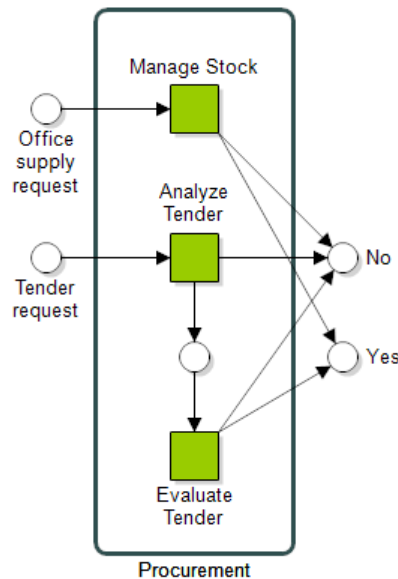 Manage Stock
Office
supply
request
Analyze
Tender
No
Tender
request
Yes
Evaluate
Tender
Procurement